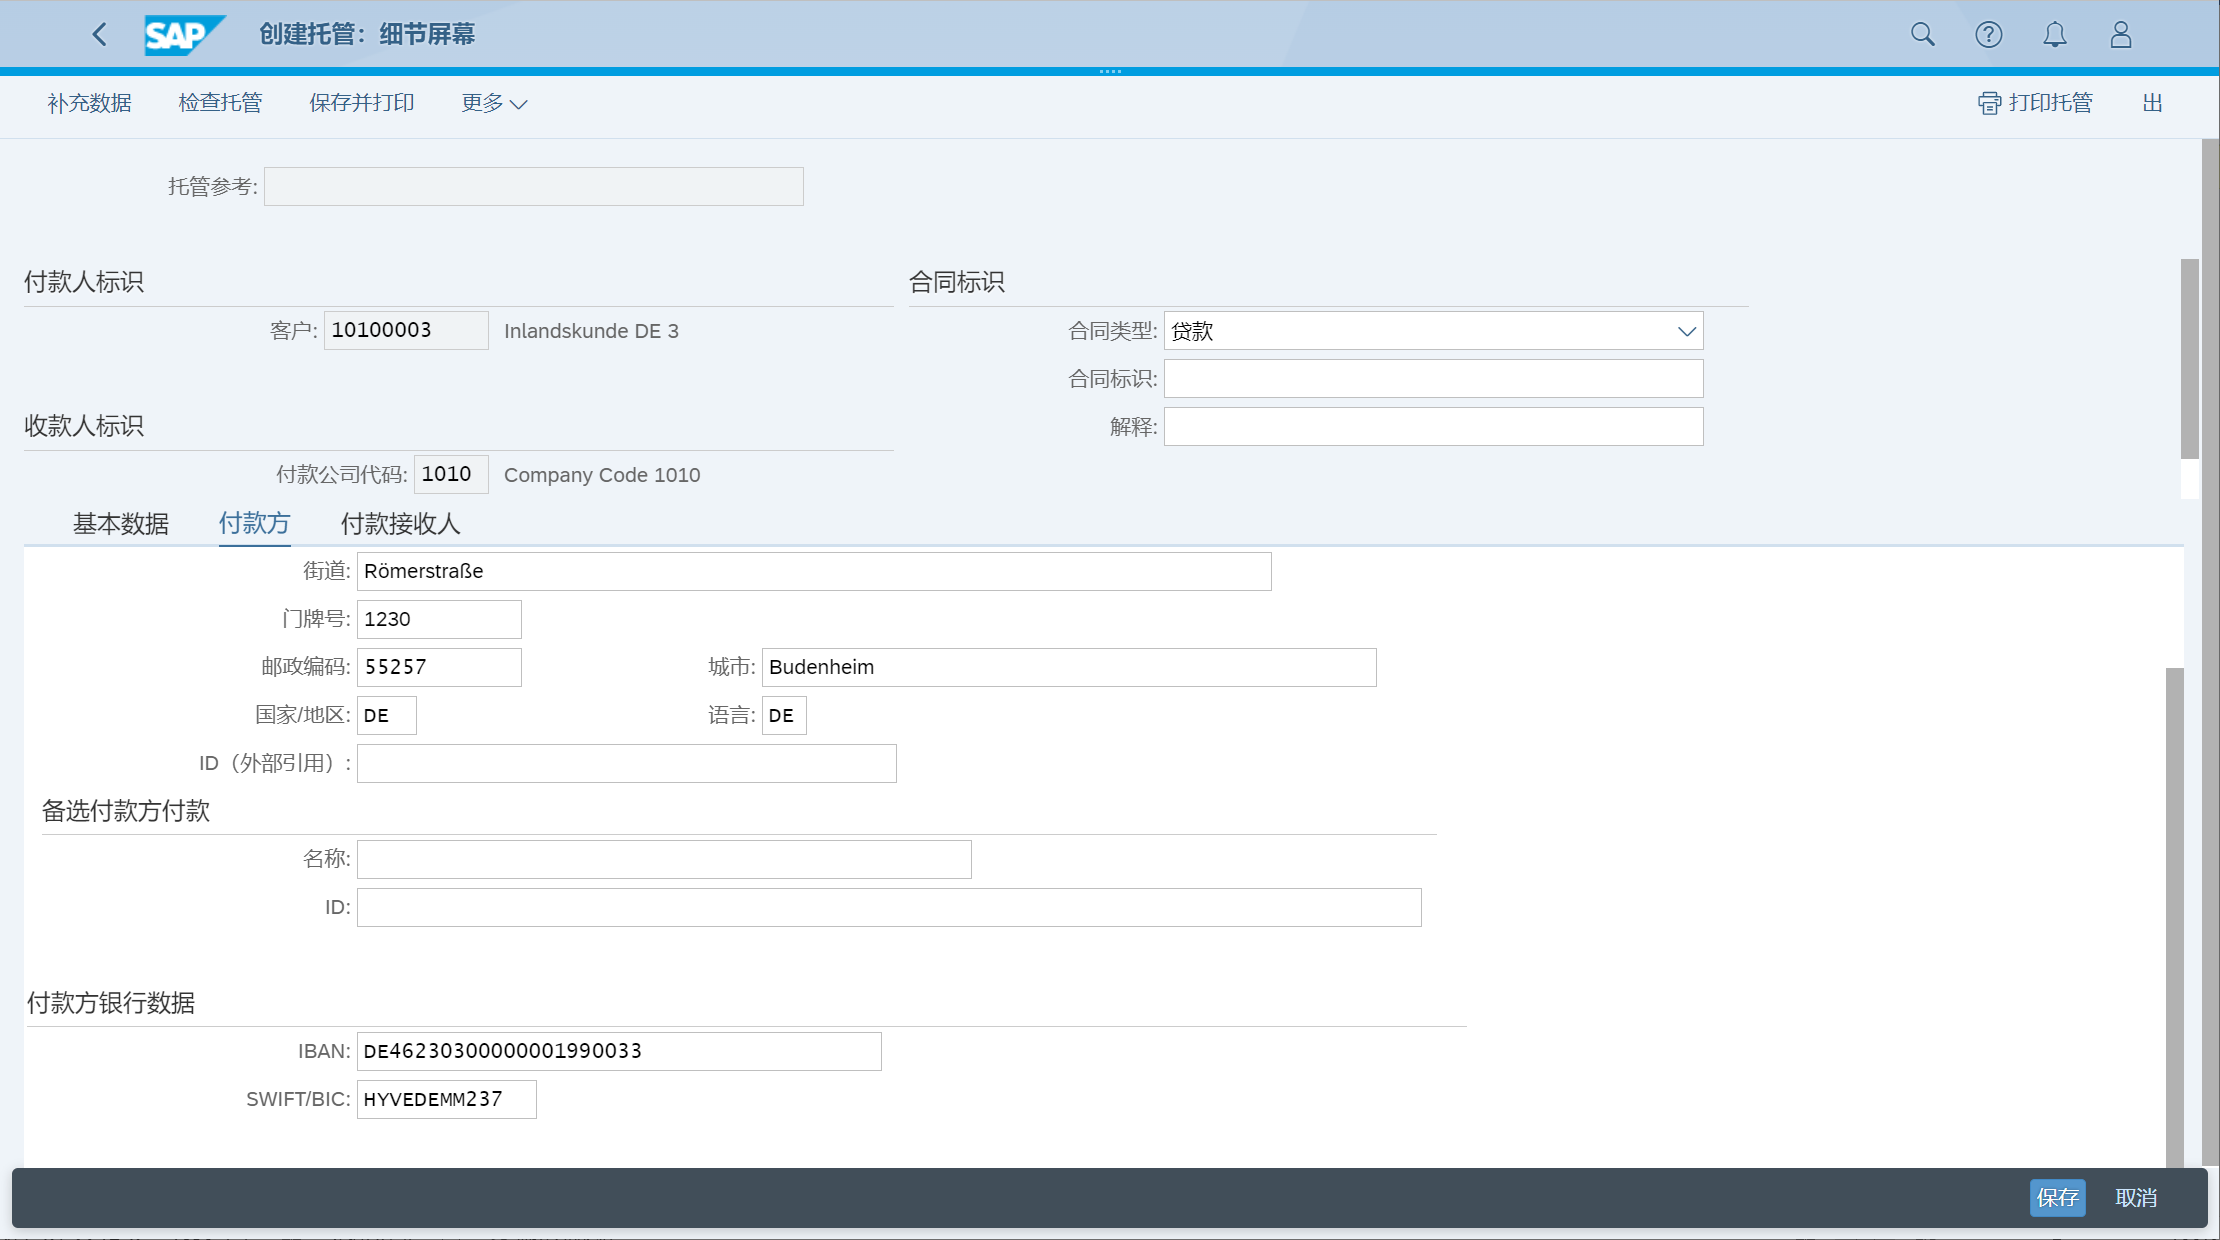 SAP 创建托管：细节屏幕
补充数据 检查托管 保存并打印 更多 打印托管 出
托管参考:
付款人标识
客户: 10100003 Inlandskunde DE 3
收款人标识
付款公司代码: 1010 Company Code 1010
合同标识
合同类型: 贷款
合同标识:
解释:
基本数据 付款方 付款接收人
街道: Römerstraße
门牌号: 1230
邮政编码: 55257 城市: Budenheim
国家/地区: DE 语言: DE
ID（外部引用）:
备选付款方付款
名称:
ID:
付款方银行数据
IBAN: DE46230300000001990033
SWIFT/BIC: HYVEDEMM237
保存 取消